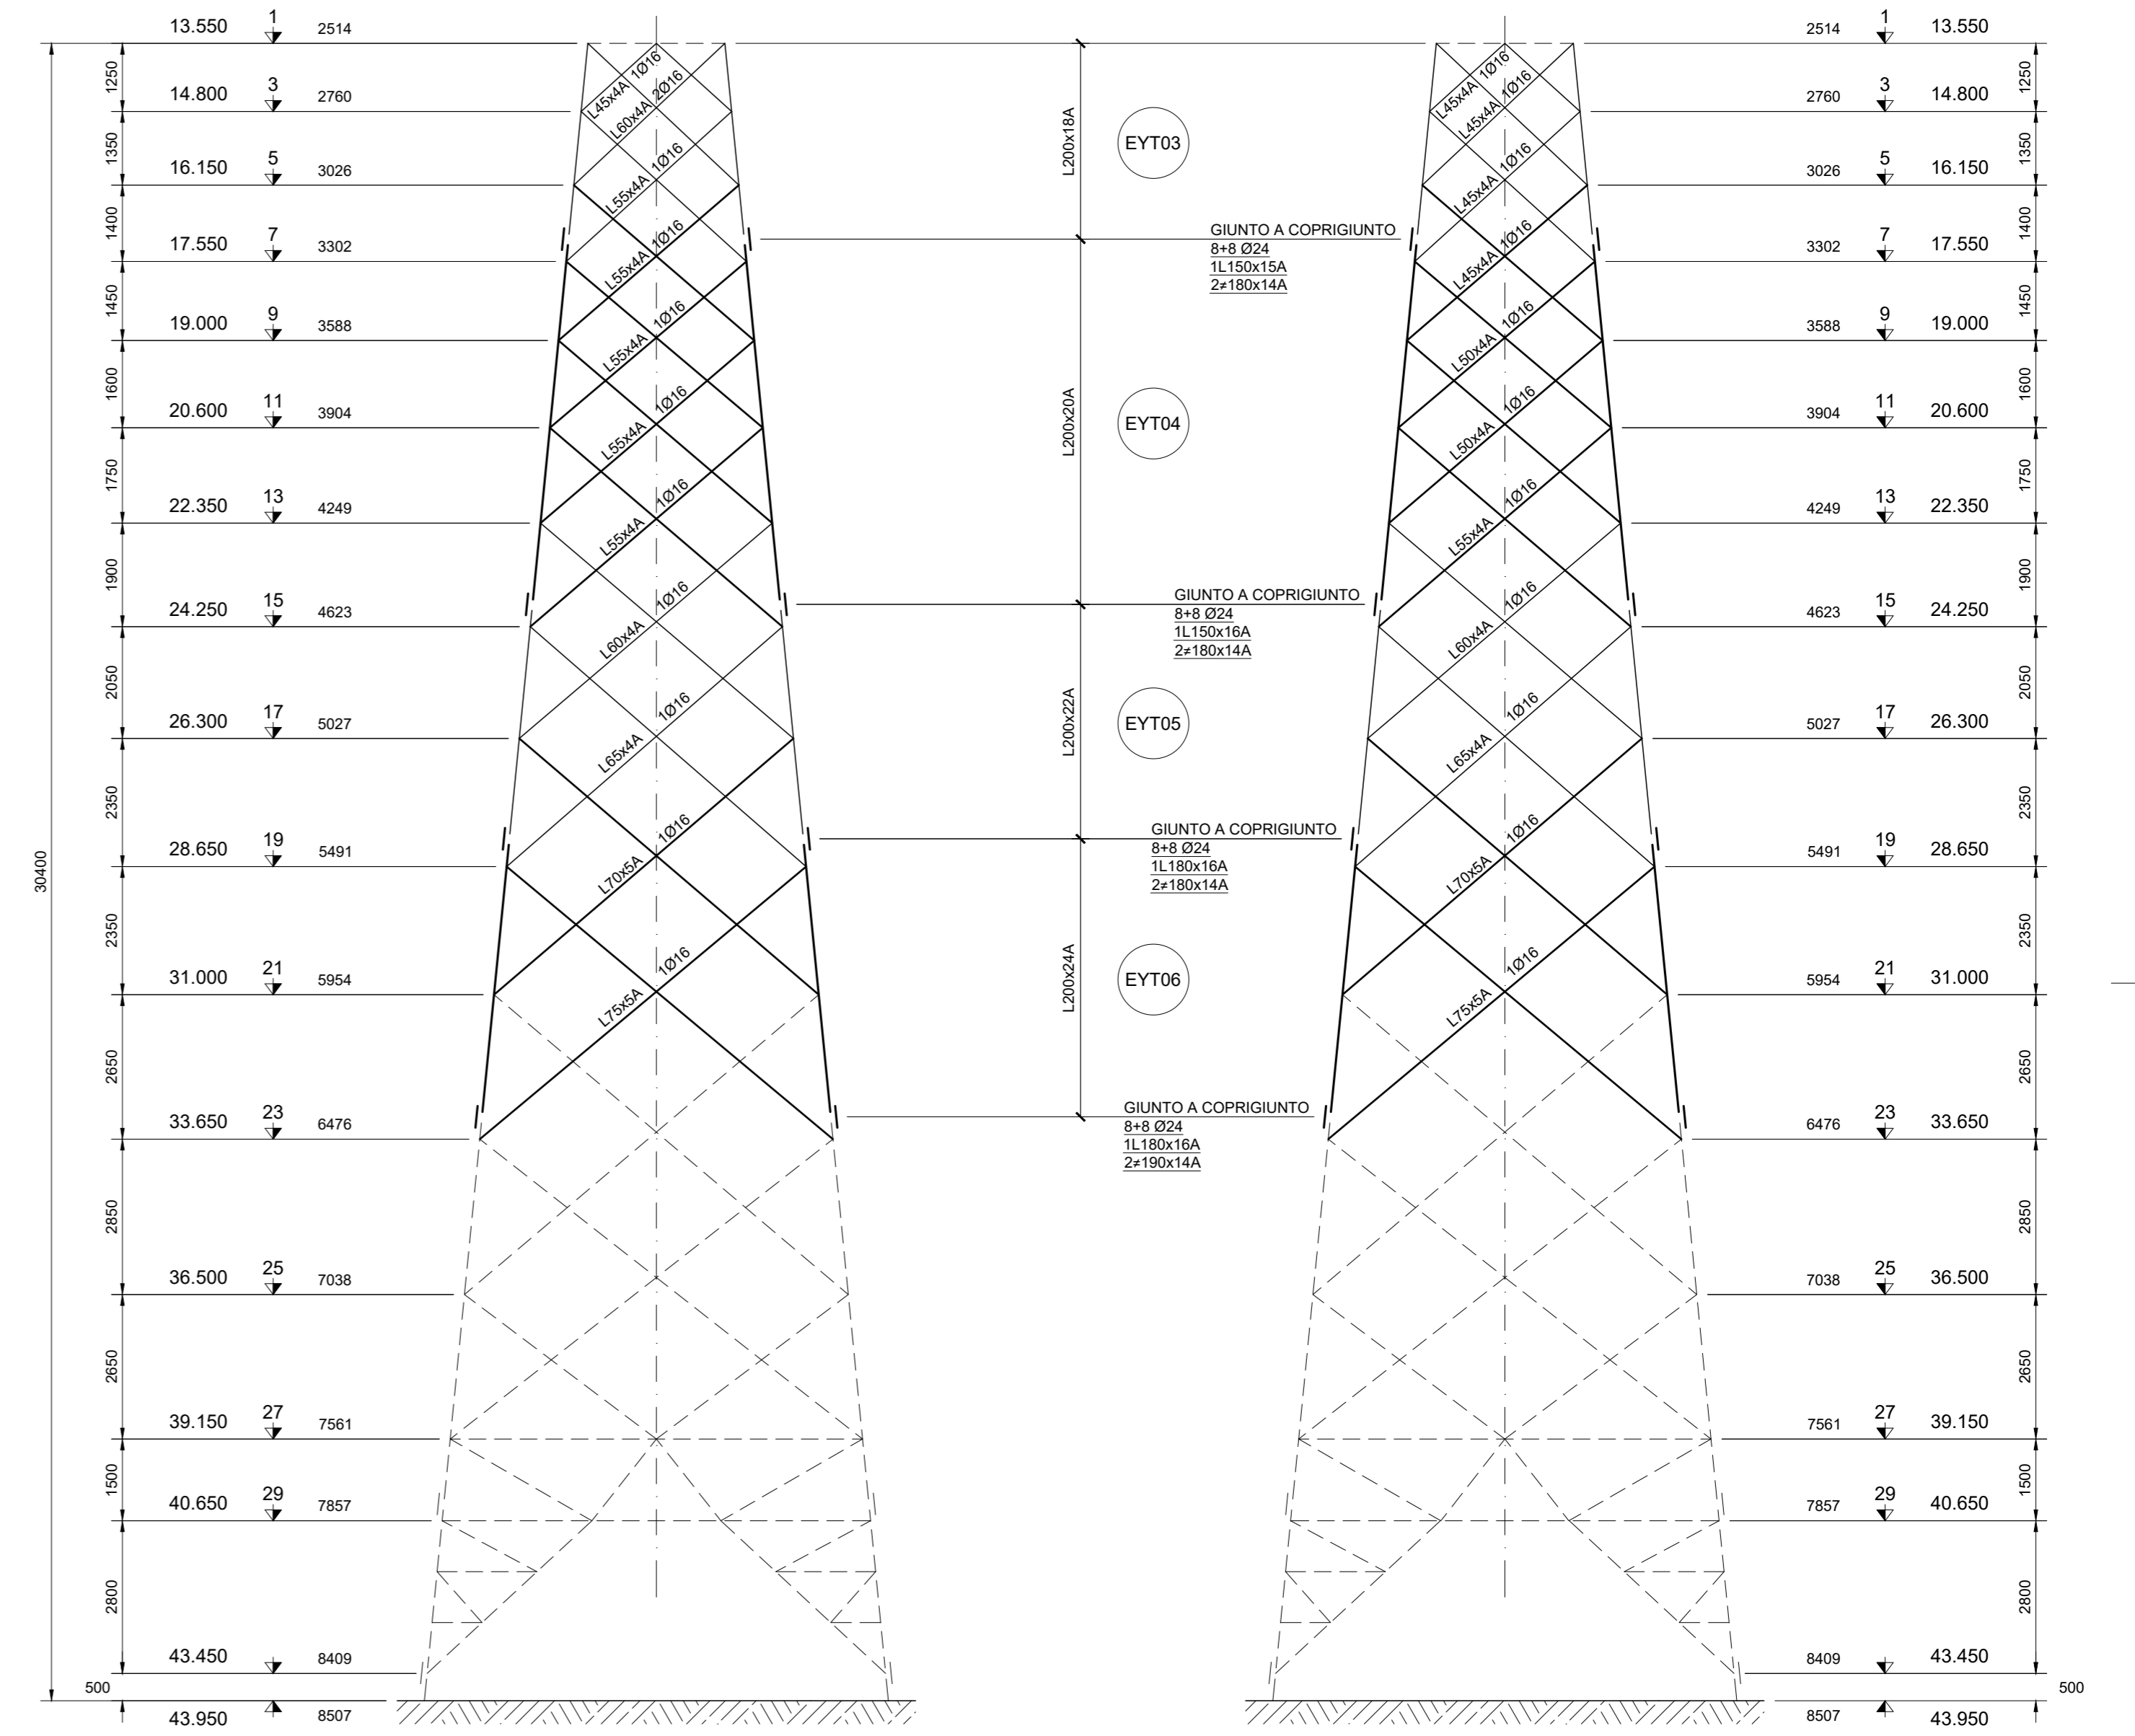 13.550 1 2514
1250
14.800 3 2760
1350
16.150 5 3026
1400
17.550 7 3302
1450
19.000 9 3588
1600
20.600 11 3904
1750
22.350 13 4249
1900
24.250 15 4623
2050
26.300 17 5027
2350
28.650 19 5491
2350
31.000 21 5954
2650
33.650 23 6476
2850
36.500 25 7038
2650
39.150 27 7561
1500
40.650 29 7857
2800
43.450 8409
500
43.950 8507
30400
L45x4A 1Ø16
L60x4A 2Ø16
L55x4A 1Ø16
L55x4A 1Ø16
L55x4A 1Ø16
L55x4A 1Ø16
L55x4A 1Ø16
L60x4A 1Ø16
L65x4A 1Ø16
L70x5A 1Ø16
L75x5A 1Ø16
L200x18A
EYT03
GIUNTO A COPRIGIUNTO
8+8 Ø24
1L150x15A
2≠180x14A
L200x20A
EYT04
GIUNTO A COPRIGIUNTO
8+8 Ø24
1L150x16A
2≠180x14A
L200x22A
EYT05
GIUNTO A COPRIGIUNTO
8+8 Ø24
1L180x16A
2≠180x14A
L200x24A
EYT06
GIUNTO A COPRIGIUNTO
8+8 Ø24
1L180x16A
2≠190x14A
L45x4A 1Ø16
L45x4A 1Ø16
L45x4A 1Ø16
L45x4A 1Ø16
L50x4A 1Ø16
L50x4A 1Ø16
L55x4A 1Ø16
L60x4A 1Ø16
L65x4A 1Ø16
L70x5A 1Ø16
L75x5A 1Ø16
2514 1 13.550
1250
2760 3 14.800
1350
3026 5 16.150
1400
3302 7 17.550
1450
3588 9 19.000
1600
3904 11 20.600
1750
4249 13 22.350
1900
4623 15 24.250
2050
5027 17 26.300
2350
5491 19 28.650
2350
5954 21 31.000
2650
6476 23 33.650
2850
7038 25 36.500
2650
7561 27 39.150
1500
7857 29 40.650
2800
8409 43.450
500
8507 43.950